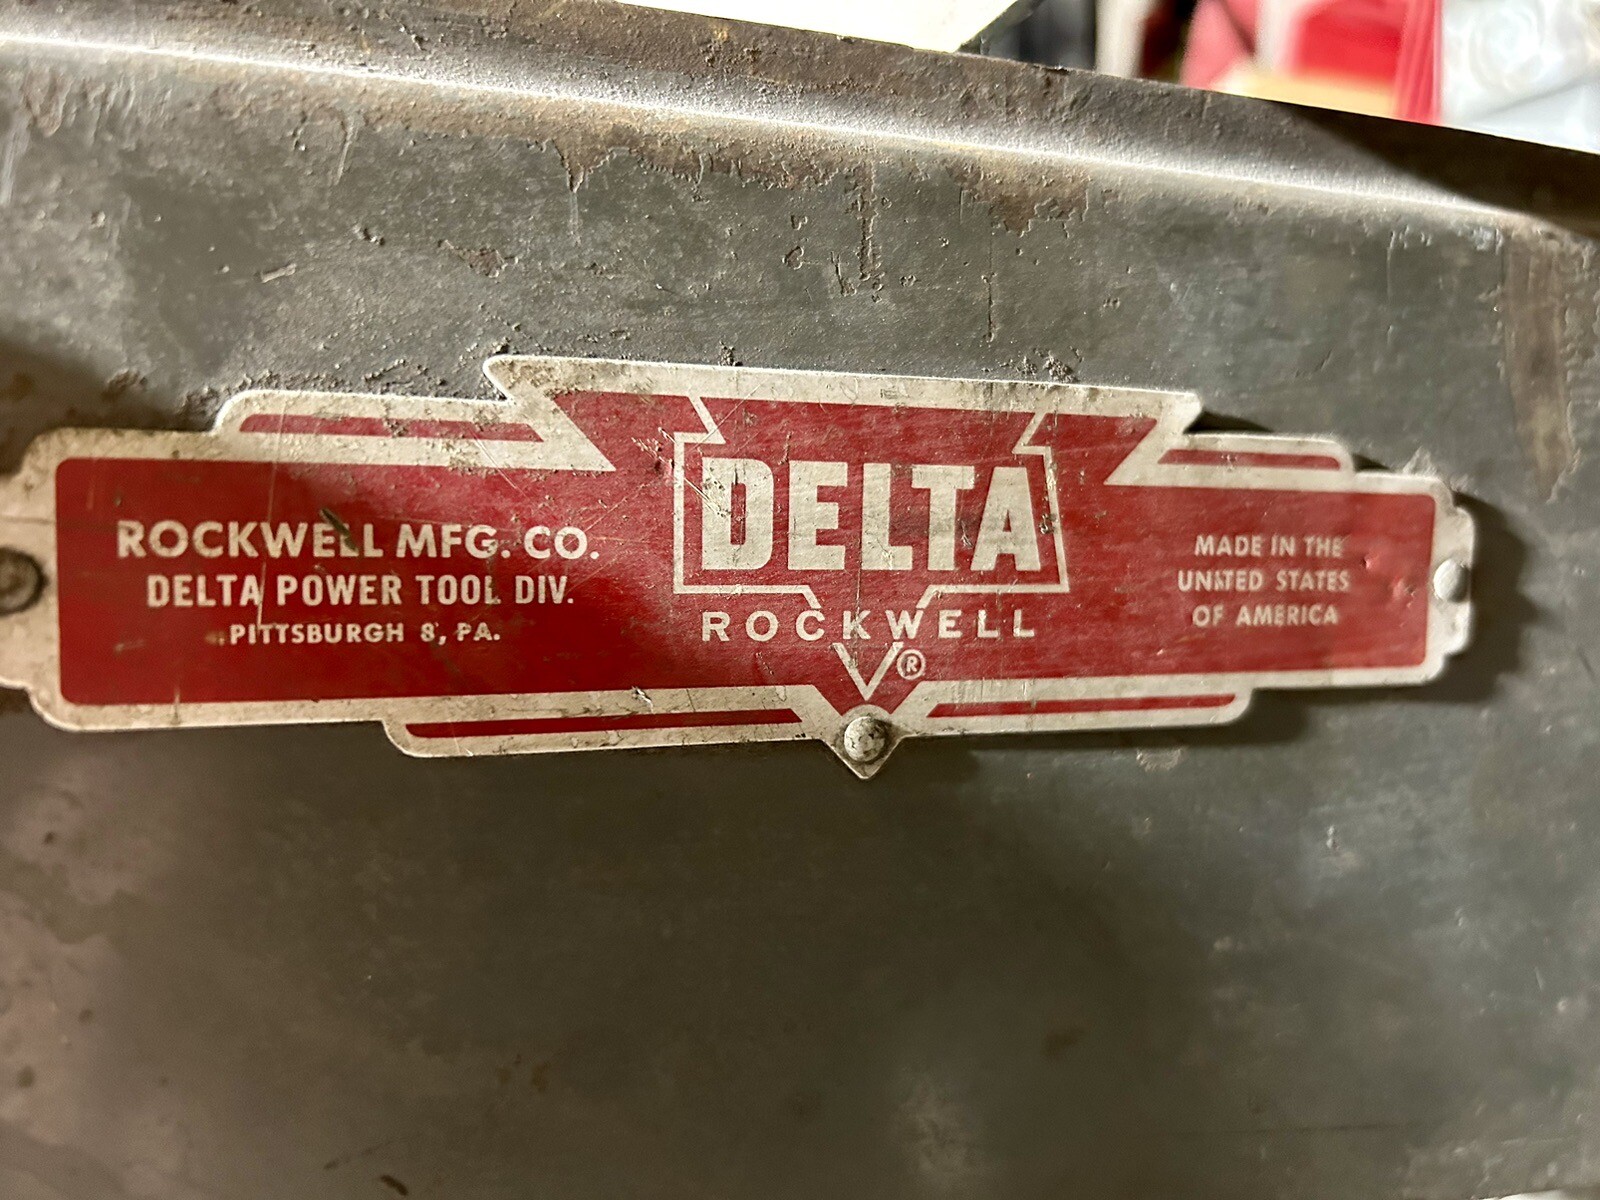 ROCKWELL MFG. CO.
DELTA POWER TOOL DIV.
PITTSBURGH 8, PA.
DELTA
ROCKWELL
®
MADE IN THE
UNITED STATES
OF AMERICA